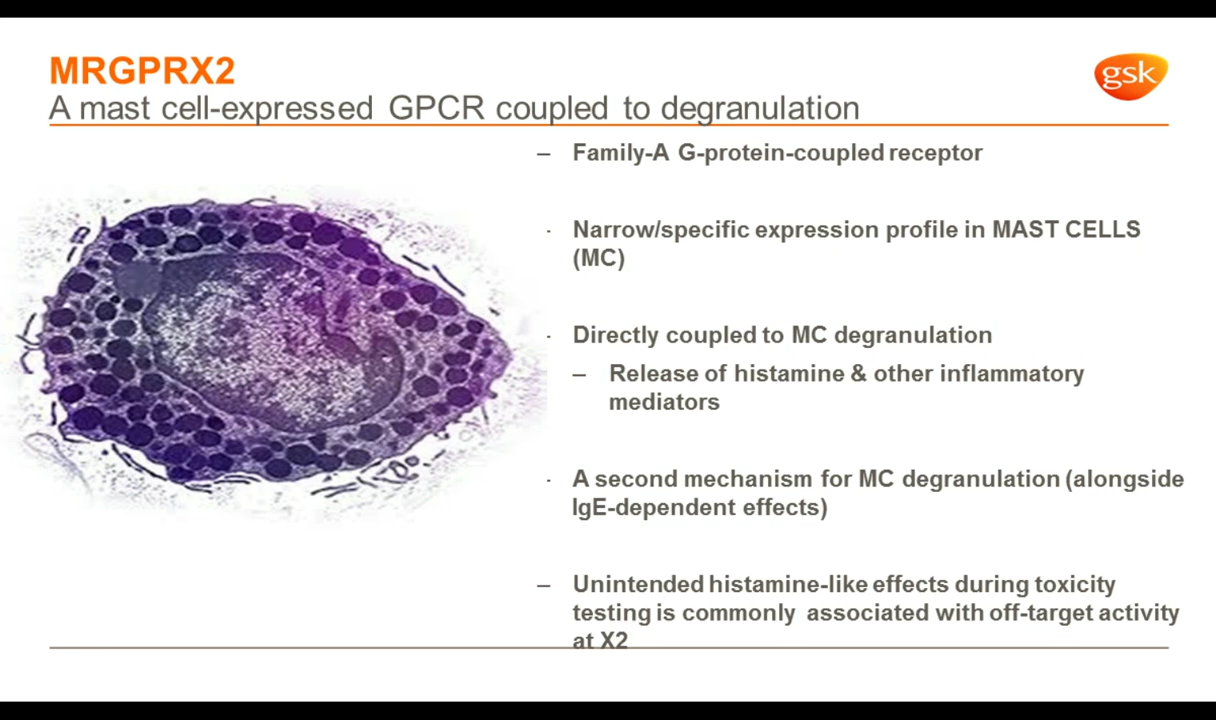 MRGPRX2
gsk
A mast cell-expressed GPCR coupled to degranulation
– Family-A G-protein-coupled receptor
· Narrow/specific expression profile in MAST CELLS
(MC)
· Directly coupled to MC degranulation
– Release of histamine & other inflammatory
mediators
· A second mechanism for MC degranulation (alongside
IgE-dependent effects)
– Unintended histamine-like effects during toxicity
testing is commonly associated with off-target activity
at X2